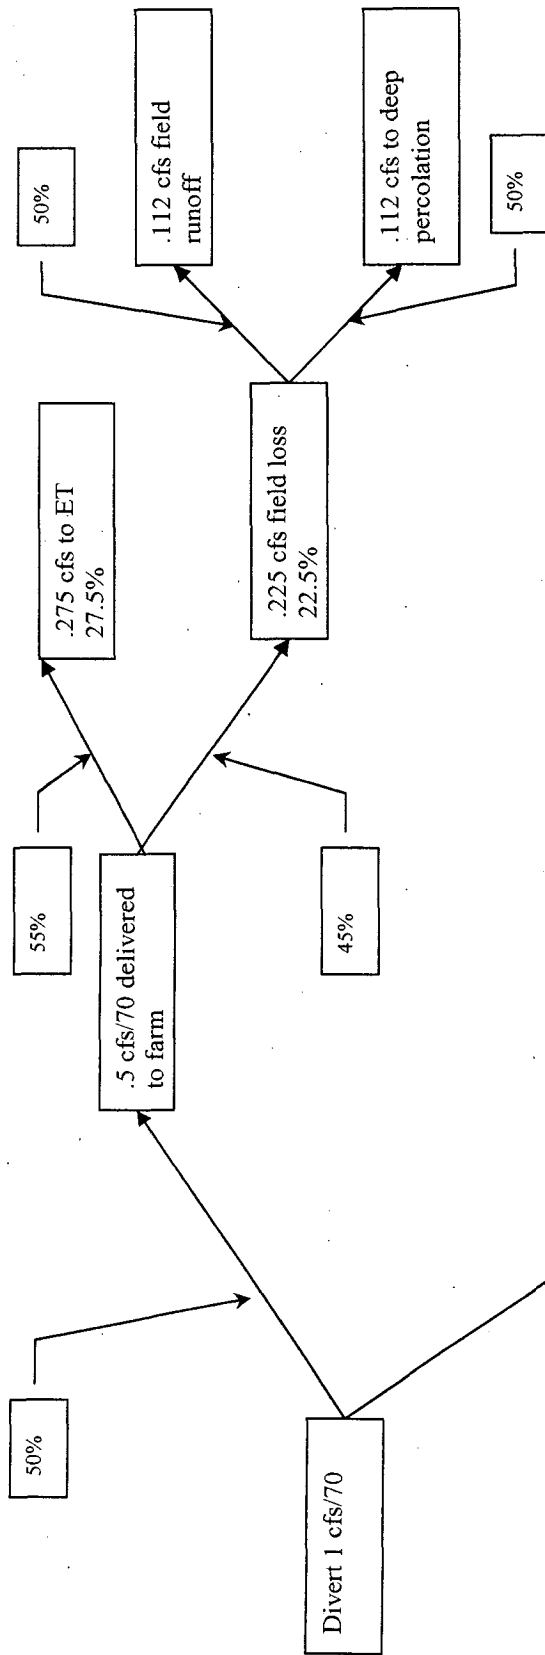 50%
Divert 1 cfs/70
55%
.5 cfs/70 delivered
to farm
45%
.275 cfs to ET
27.5%
.225 cfs field loss
22.5%
50%
.112 cfs field
runoff
.112 cfs to deep
percolation
50%